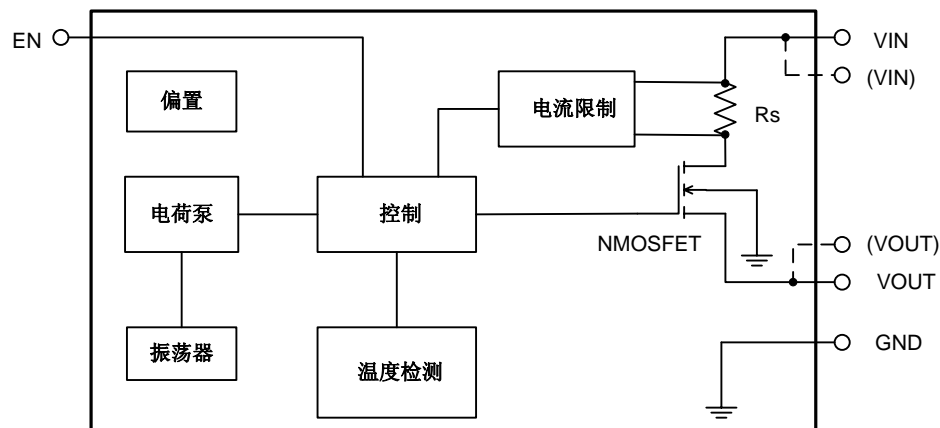 EN
VIN
(VIN)
偏置
电流限制
Rs
电荷泵
控制
NMOSFET
(VOUT)
VOUT
振荡器
温度检测
GND